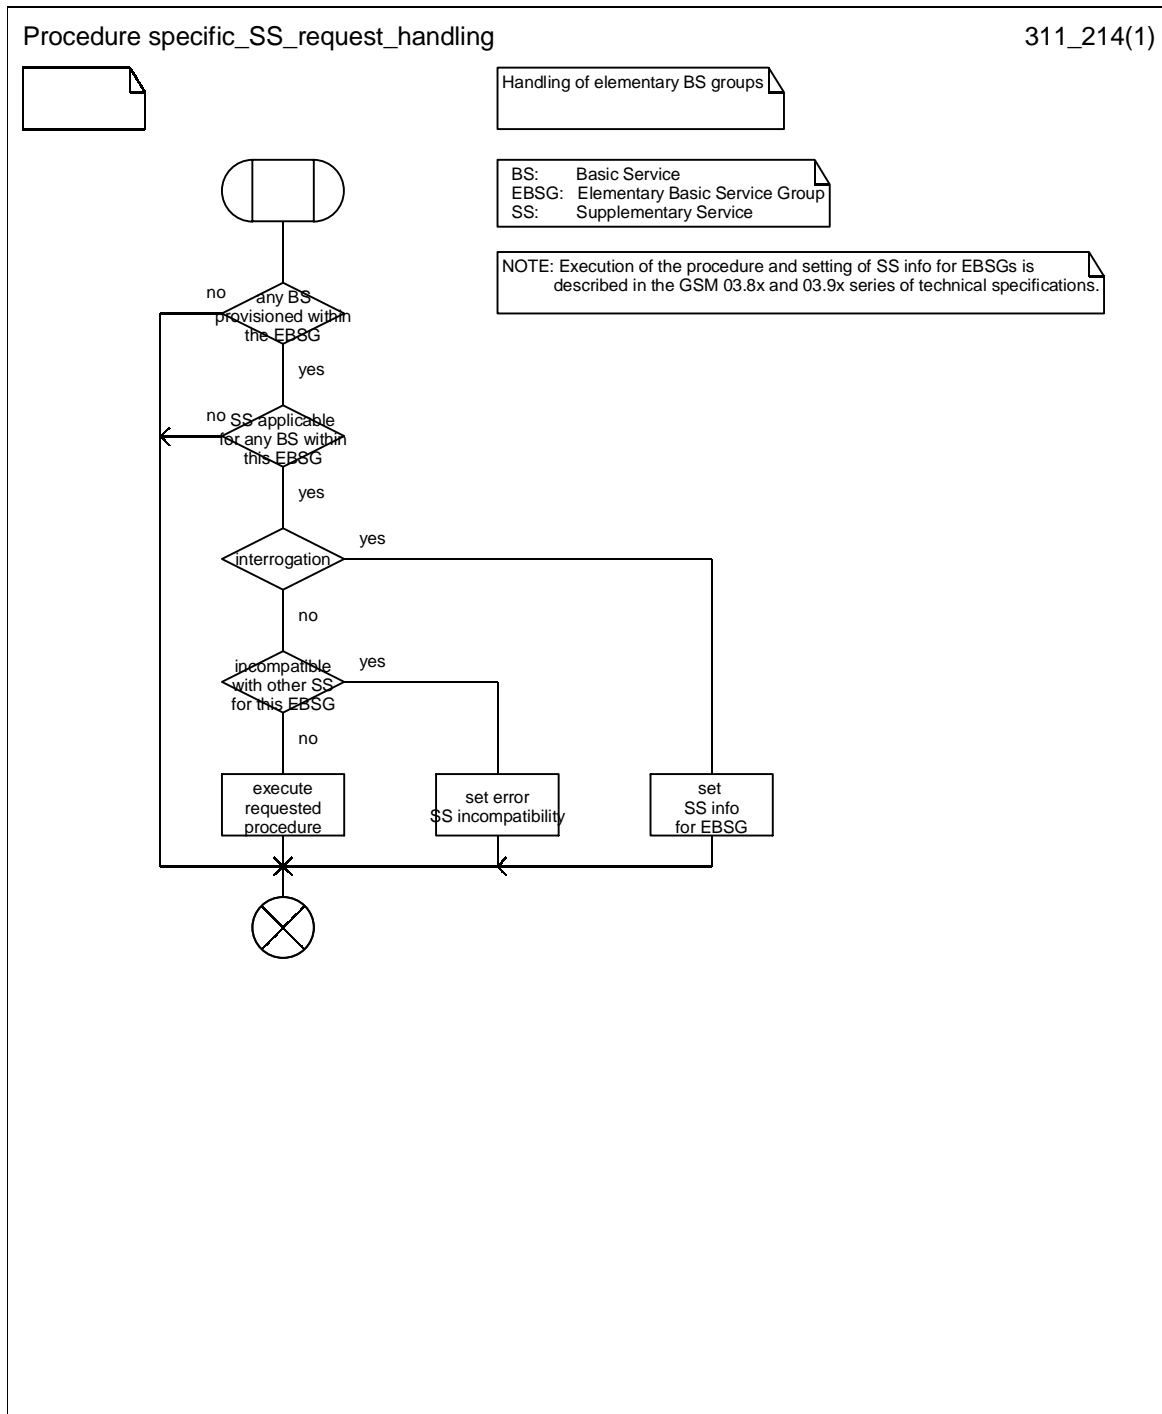 Procedure specific_SS_request_handling
311_214(1)
Handling of elementary BS groups
BS: Basic Service
EBSG: Elementary Basic Service Group
SS: Supplementary Service
NOTE: Execution of the procedure and setting of SS info for EBSGs is
described in the GSM 03.8x and 03.9x series of technical specifications.
no
any BS
provisioned within
the EBSG
yes
no
SS applicable
for any BS within
this EBSG
yes
interrogation
yes
no
incompatible
with other SS
for this EBSG
yes
no
execute
requested
procedure
set error
SS incompatibility
set
SS info
for EBSG